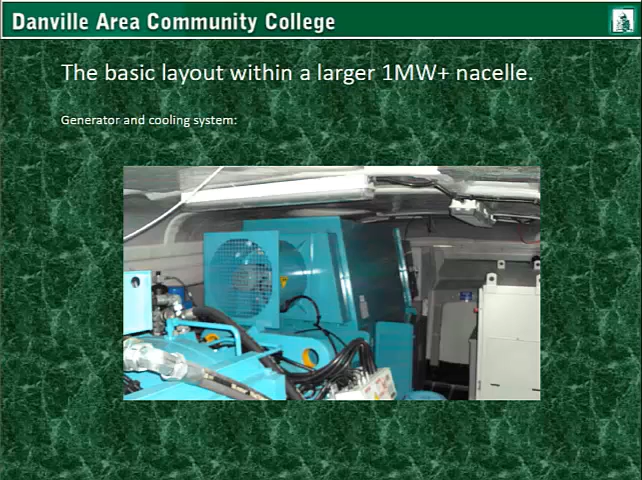 Danville Area Community College
The basic layout within a larger 1MW+ nacelle.
Generator and cooling system: